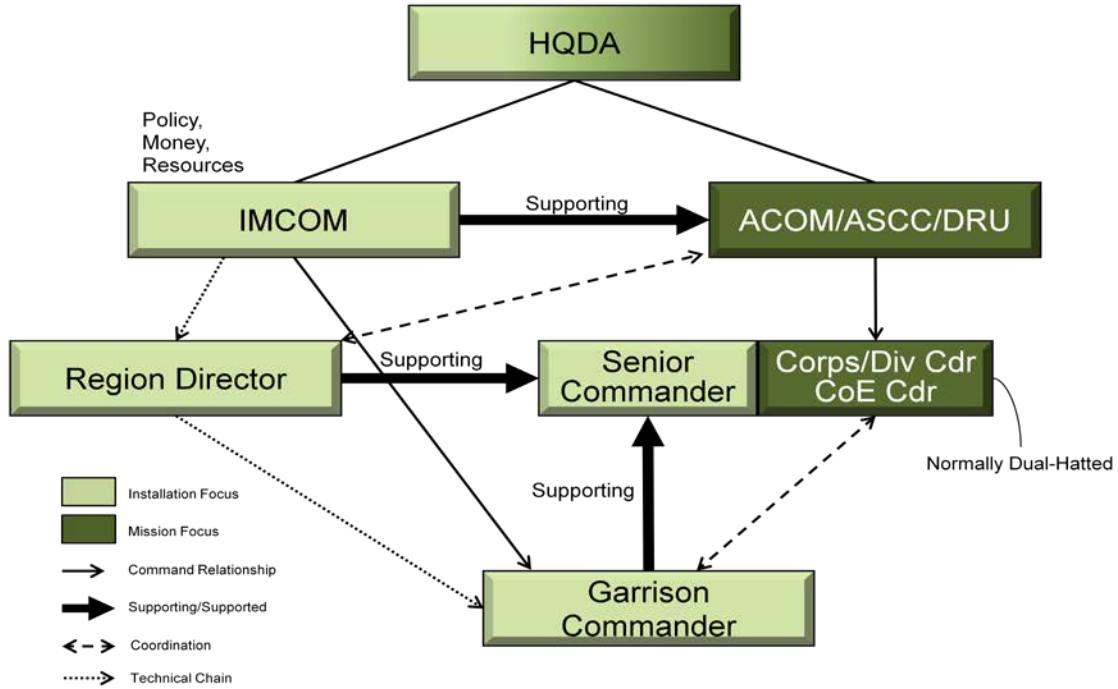 HQDA
Policy,
Money,
Resources
IMCOM
Supporting
ACOM/ASCC/DRU
Region Director
Supporting
Senior
Commander
Corps/Div Cdr
CoE Cdr
Normally Dual-Hatted
Supporting
Installation Focus
Mission Focus
Command Relationship
Supporting/Supported
Coordination
Technical Chain
Garrison
Commander